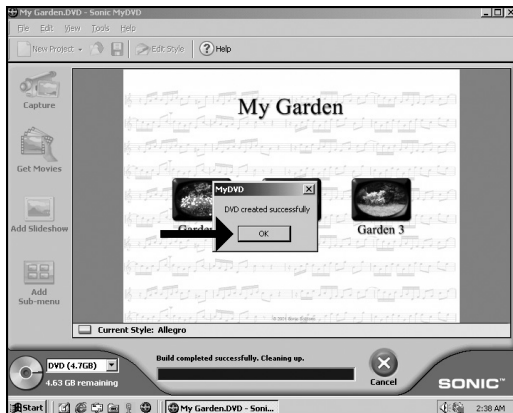 My Garden.DVD - Sonic MyDVD
File Edit View Tools Help
New Project Edit Style ? Help
Capture
Get Movies
Add Slideshow
Add
Sub-menu
My Garden
MyDVD
DVD created successfully
OK
Garden 3
Current Style: Allegro
DVD (4.7GB)
4.63 GB remaining
Build completed successfully. Cleaning up.
Cancel
SONIC™
Start My Garden.DVD - Soni... 2:38 AM